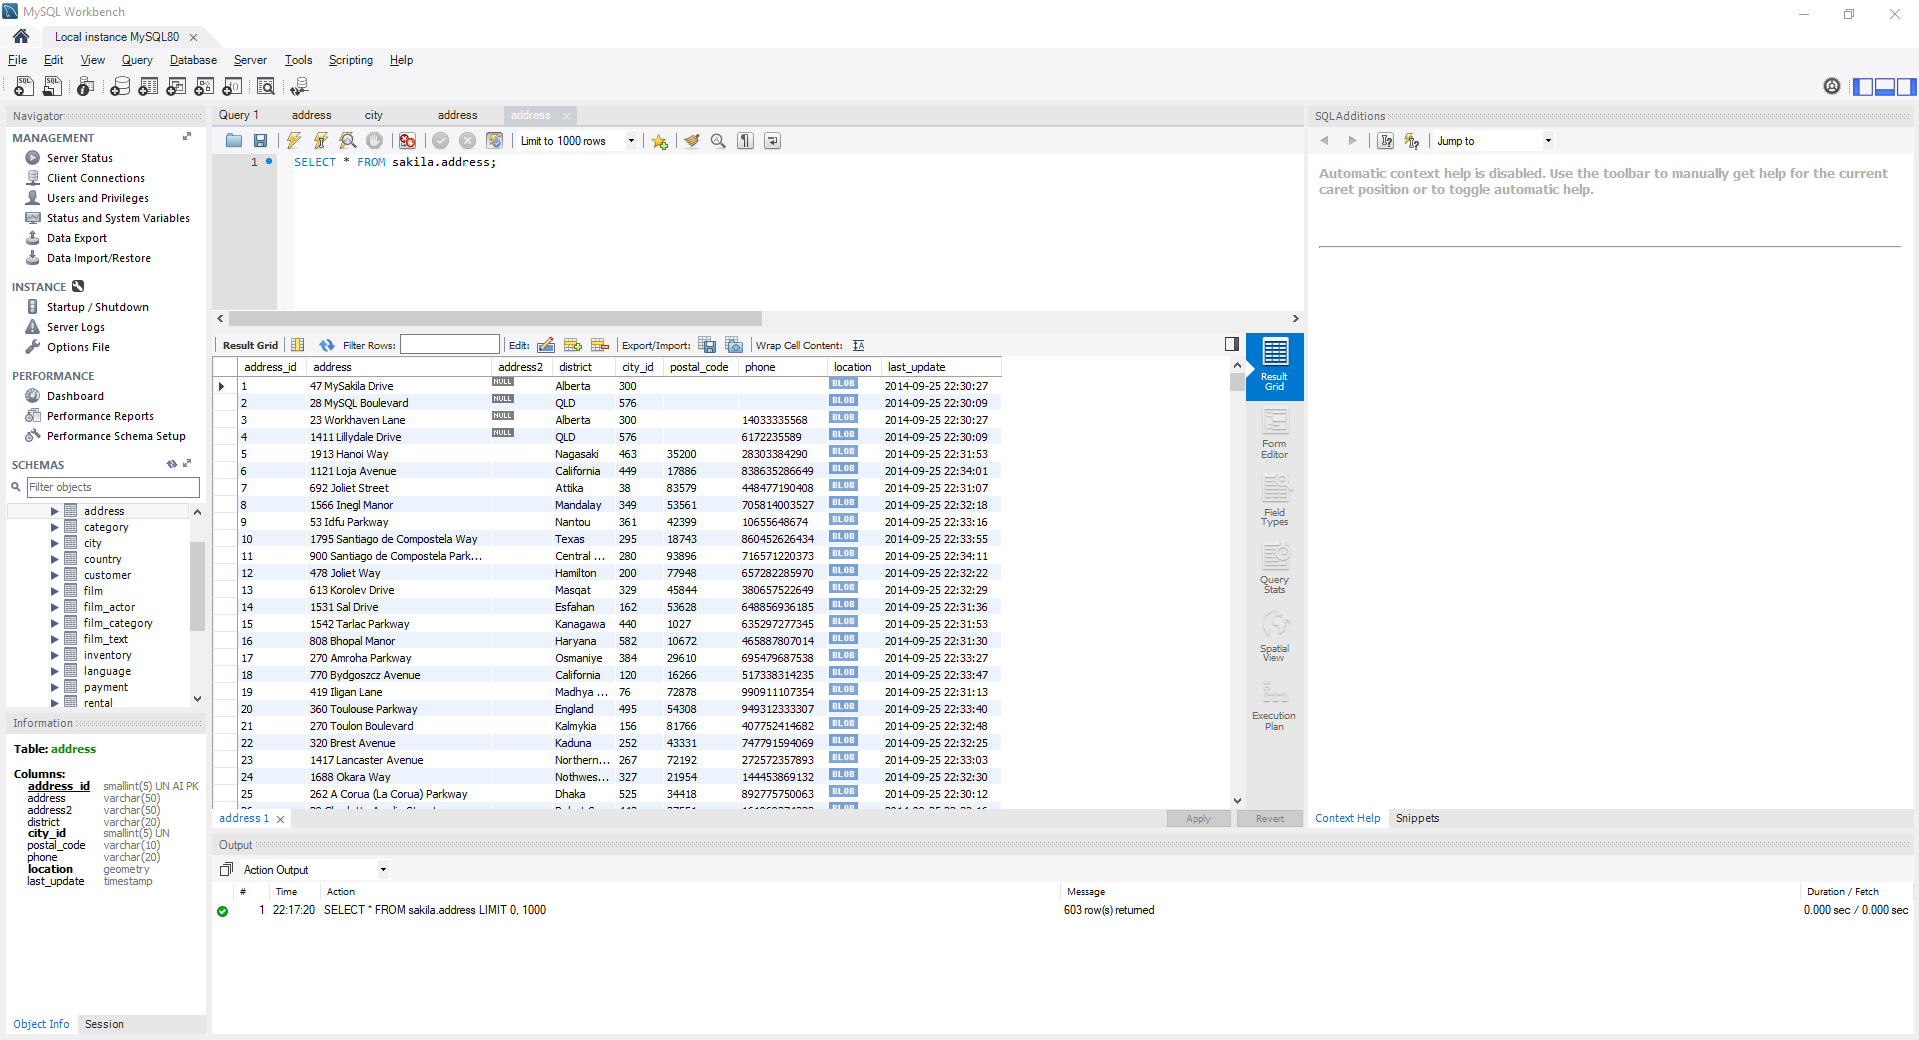 MySQL Workbench
Local instance MySQL80
File Edit View Query Database Server Tools Scripting Help
Navigator
MANAGEMENT
Server Status
Client Connections
Users and Privileges
Status and System Variables
Data Export
Data Import/Restore
INSTANCE
Startup / Shutdown
Server Logs
Options File
PERFORMANCE
Dashboard
Performance Reports
Performance Schema Setup
SCHEMAS
Filter objects
address
category
city
country
customer
film
film_actor
film_category
film_text
inventory
language
payment
rental
Information
Table: address
Columns:
address_id smallint(5) UN AI PK
address varchar(50)
address2 varchar(50)
district varchar(20)
city_id smallint(5) UN
postal_code varchar(10)
phone varchar(20)
location geometry
last_update timestamp
Object Info Session
Query 1 address city address address
Limit to 1000 rows
1 SELECT * FROM sakila.address;
Result Grid Filter Rows: Edit: Export/Import: Wrap Cell Content:
address_id address address2 district city_id postal_code phone location last_update
1 47 MySakila Drive NULL Alberta 300 BLOB 2014-09-25 22:30:27
2 28 MySQL Boulevard NULL QLD 576 BLOB 2014-09-25 22:30:09
3 23 Workhaven Lane NULL Alberta 300 14033335568 BLOB 2014-09-25 22:30:27
4 1411 Lillydale Drive NULL QLD 576 6172235589 BLOB 2014-09-25 22:30:09
5 1913 Hanoi Way Nagasaki 463 35200 28303384290 BLOB 2014-09-25 22:31:53
6 1121 Loja Avenue California 449 17886 838635286649 BLOB 2014-09-25 22:34:01
7 692 Joliet Street Attika 38 83579 448477190408 BLOB 2014-09-25 22:31:07
8 1566 Inegl Manor Mandalay 349 53561 705814003527 BLOB 2014-09-25 22:32:18
9 53 Idfu Parkway Nantou 361 42399 10655648674 BLOB 2014-09-25 22:33:16
10 1795 Santiago de Compostela Way Texas 295 18743 860452626434 BLOB 2014-09-25 22:33:55
11 900 Santiago de Compostela Park... Central ... 280 93896 716571220373 BLOB 2014-09-25 22:34:11
12 478 Joliet Way Hamilton 200 77948 657282285970 BLOB 2014-09-25 22:32:22
13 613 Korolev Drive Masqat 329 45844 380657522649 BLOB 2014-09-25 22:32:29
14 1531 Sal Drive Esfahan 162 53628 648856936185 BLOB 2014-09-25 22:31:36
15 1542 Tarlac Parkway Kanagawa 440 1027 635297277345 BLOB 2014-09-25 22:31:53
16 808 Bhopal Manor Haryana 582 10672 465887807014 BLOB 2014-09-25 22:31:30
17 270 Amroha Parkway Osmaniye 384 29610 695479687538 BLOB 2014-09-25 22:33:27
18 770 Bydgoszcz Avenue California 120 16266 517338314235 BLOB 2014-09-25 22:33:47
19 419 Iligan Lane Madhya ... 76 72878 990911107354 BLOB 2014-09-25 22:31:13
20 360 Toulouse Parkway England 495 54308 949312333307 BLOB 2014-09-25 22:33:40
21 270 Toulon Boulevard Kalmykia 156 81766 407752414682 BLOB 2014-09-25 22:32:48
22 320 Brest Avenue Kaduna 252 43331 747791594069 BLOB 2014-09-25 22:32:25
23 1417 Lancaster Avenue Northern... 267 72192 272572357893 BLOB 2014-09-25 22:33:03
24 1688 Okara Way Nothwes... 327 21954 144453869132 BLOB 2014-09-25 22:32:30
25 262 A Corua (La Corua) Parkway Dhaka 525 34418 892775750063 BLOB 2014-09-25 22:30:12
address 1 Apply Revert
Result Grid
Form Editor
Field Types
Query Stats
Spatial View
Execution Plan
SQLAdditions
Jump to
Automatic context help is disabled. Use the toolbar to manually get help for the current
caret position or to toggle automatic help.
Context Help Snippets
Output
Action Output
# Time Action Message Duration / Fetch
1 22:17:20 SELECT * FROM sakila.address LIMIT 0, 1000 603 row(s) returned 0.000 sec / 0.000 sec